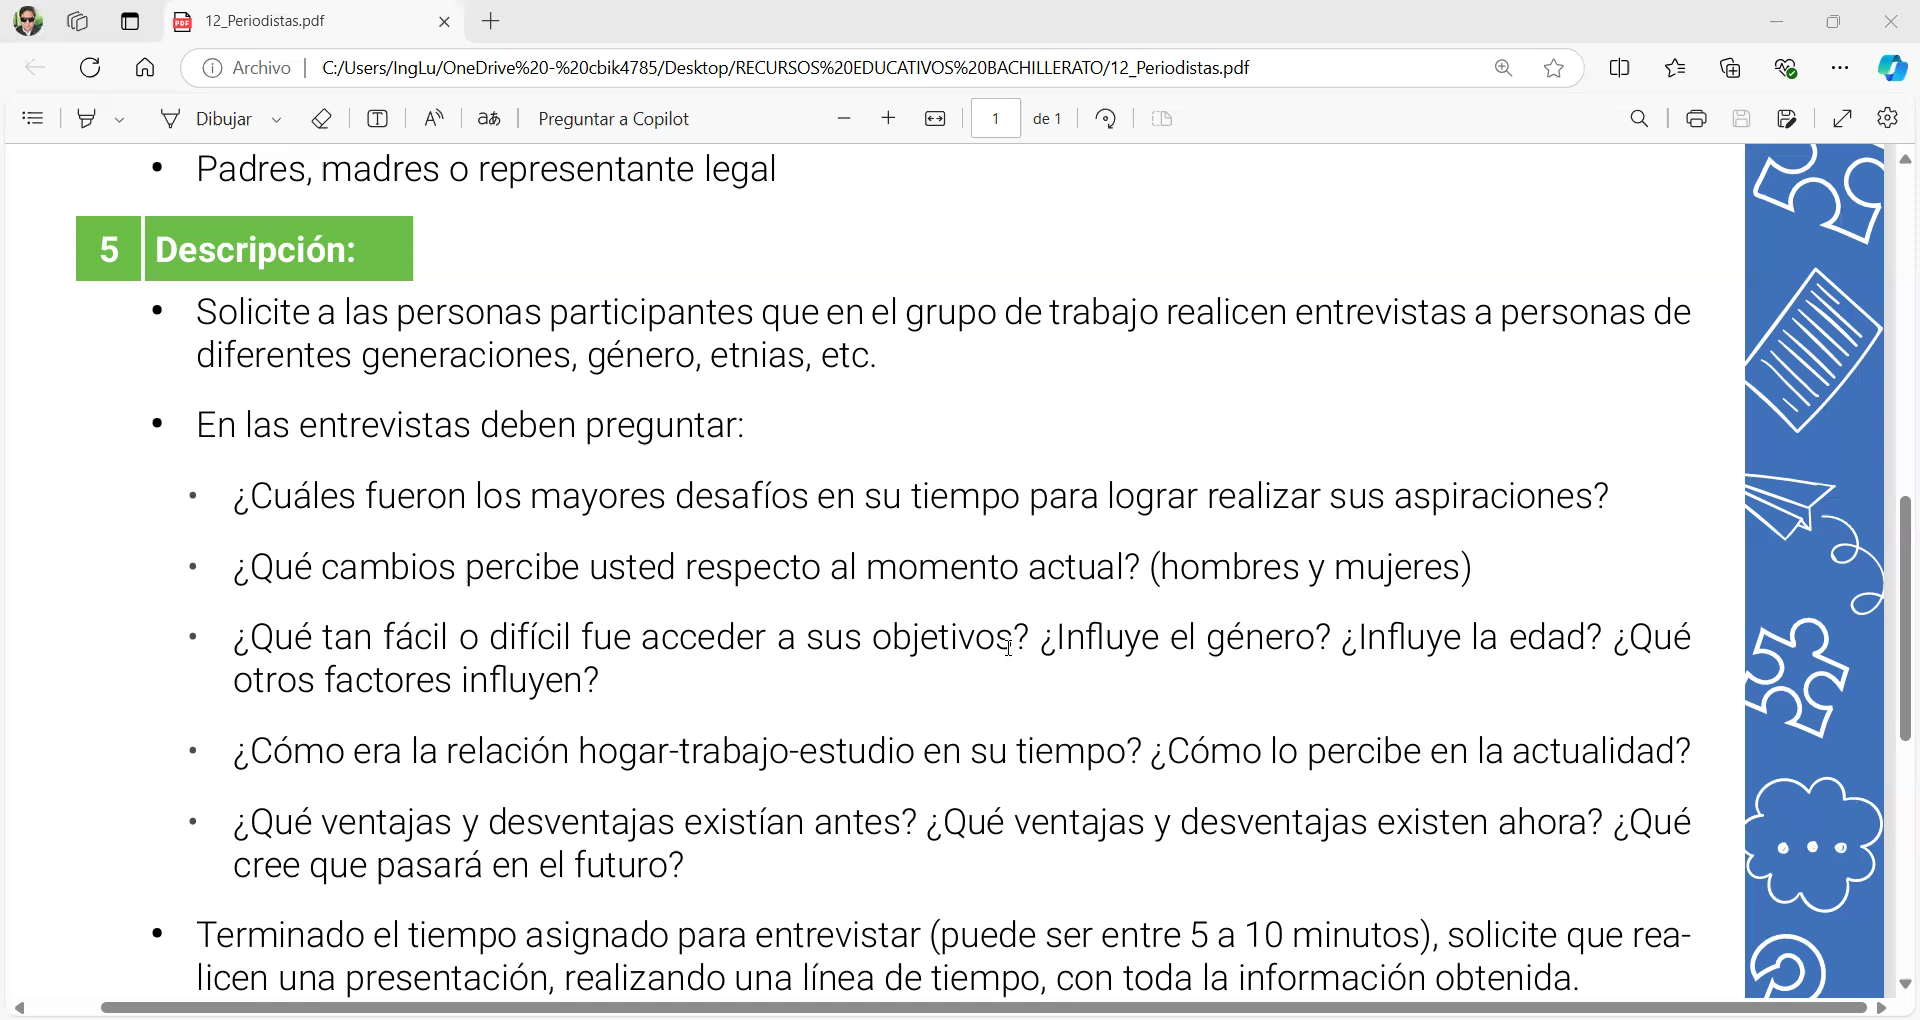 12_Periodistas.pdf
Archivo
C:/Users/IngLu/OneDrive%20-%20cbik4785/Desktop/RECURSOS%20EDUCATIVOS%20BACHILLERATO/12_Periodistas.pdf
Dibujar
T
A
aあ
Preguntar a Copilot
1 de 1
• Padres, madres o representante legal
5 Descripción:
• Solicite a las personas participantes que en el grupo de trabajo realicen entrevistas a personas de
diferentes generaciones, género, etnias, etc.
• En las entrevistas deben preguntar:
• ¿Cuáles fueron los mayores desafíos en su tiempo para lograr realizar sus aspiraciones?
• ¿Qué cambios percibe usted respecto al momento actual? (hombres y mujeres)
• ¿Qué tan fácil o difícil fue acceder a sus objetivos? ¿Influye el género? ¿Influye la edad? ¿Qué
otros factores influyen?
• ¿Cómo era la relación hogar-trabajo-estudio en su tiempo? ¿Cómo lo percibe en la actualidad?
• ¿Qué ventajas y desventajas existían antes? ¿Qué ventajas y desventajas existen ahora? ¿Qué
cree que pasará en el futuro?
• Terminado el tiempo asignado para entrevistar (puede ser entre 5 a 10 minutos), solicite que rea-
licen una presentación, realizando una línea de tiempo, con toda la información obtenida.